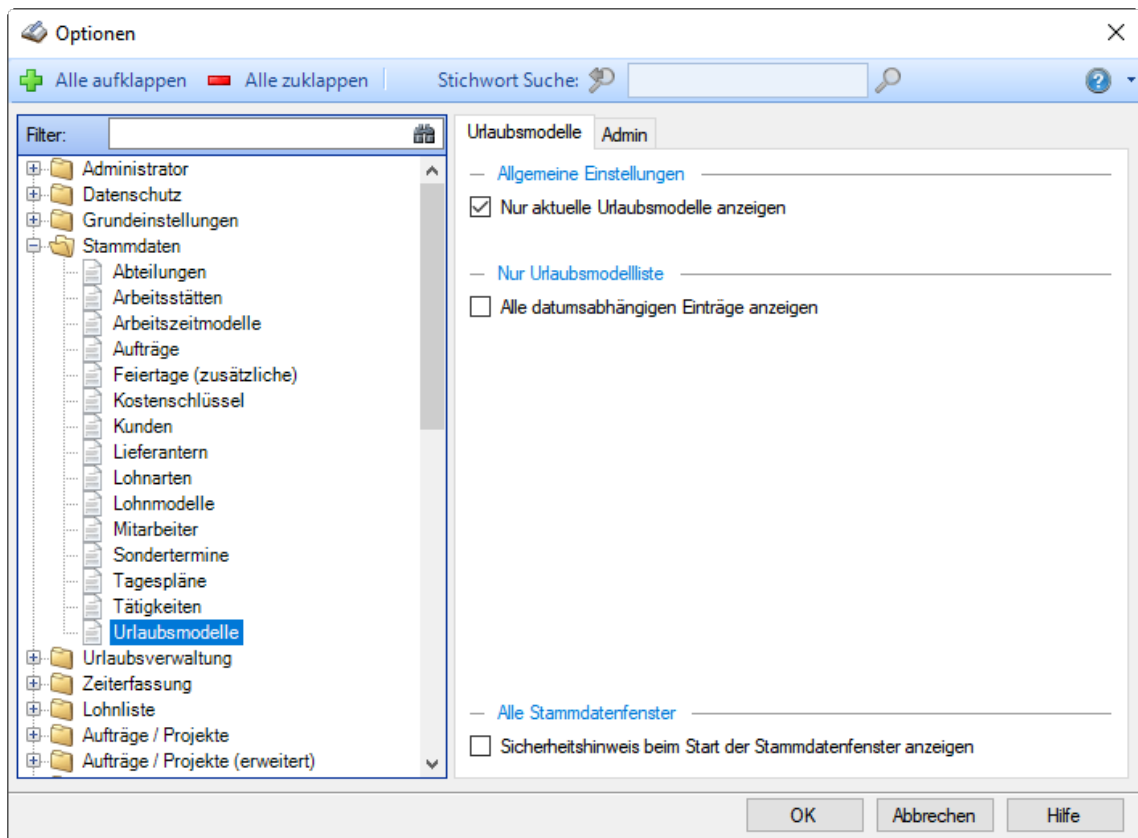 Optionen
Alle aufklappen Alle zuklappen Stichwort Suche:
Filter:
Administrator
Datenschutz
Grundeinstellungen
Stammdaten
Abteilungen
Arbeitsstätten
Arbeitszeitmodelle
Aufträge
Feiertage (zusätzliche)
Kostenschlüssel
Kunden
Lieferantern
Lohnarten
Lohnmodelle
Mitarbeiter
Sondertermine
Tagespläne
Tätigkeiten
Urlaubsmodelle
Urlaubsverwaltung
Zeiterfassung
Lohnliste
Aufträge / Projekte
Aufträge / Projekte (erweitert)
Urlaubsmodelle Admin
Allgemeine Einstellungen
Nur aktuelle Urlaubsmodelle anzeigen
Nur Urlaubsmodellliste
Alle datumsabhängigen Einträge anzeigen
Alle Stammdatenfenster
Sicherheitshinweis beim Start der Stammdatenfenster anzeigen
OK Abbrechen Hilfe